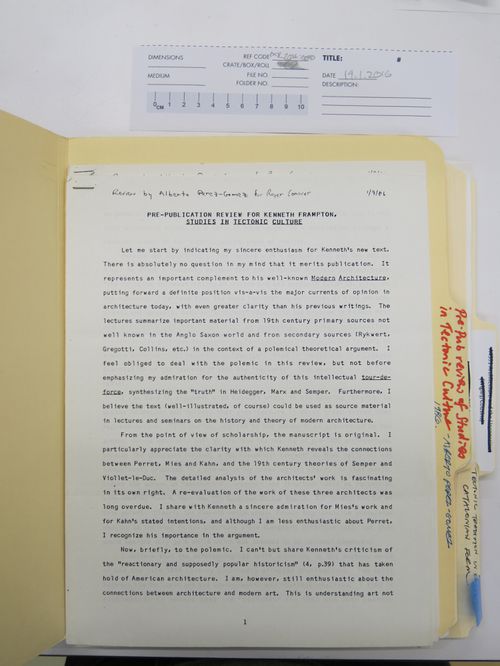 DIMENSIONS
MEDIUM
REF CODE
CRATE/BOX/ROLL
FILE NO.
FOLDER NO.
TITLE: #
DATE 19.1.2016
DESCRIPTION:
0CM 1 2 3 4 5 6 7 8 9 10
Review by Alberto Perez-Gomez for Roger Conover 1/9/86
PRE-PUBLICATION REVIEW FOR KENNETH FRAMPTON,
STUDIES IN TECTONIC CULTURE
Let me start by indicating my sincere enthusiasm for Kenneth's new text.
There is absolutely no question in my mind that it merits publication. It
represents an important complement to his well-known Modern Architecture,
putting forward a definite position vis-a-vis the major currents of opinion in
architecture today, with even greater clarity than his previous writings. The
lectures summarize important material from 19th century primary sources not
well known in the Anglo Saxon world and from secondary sources (Rykwert,
Gregotti, Collins, etc.) in the context of a polemical theoretical argument. I
feel obliged to deal with the polemic in this review, but not before
emphasizing my admiration for the authenticity of this intellectual tour-de-
force, synthesizing the "truth" in Heidegger, Marx and Semper. Furthermore, I
believe the text (well-illustrated, of course) could be used as source material
in lectures and seminars on the history and theory of modern architecture.
From the point of view of scholarship, the manuscript is original. I
particularly appreciate the clarity with which Kenneth reveals the connections
between Perret, Mies and Kahn, and the 19th century theories of Semper and
Viollet-le-Duc. The detailed analysis of the architects' work is fascinating
in its own right. A re-evaluation of the work of these three architects was
long overdue. I share with Kenneth a sincere admiration for Mies's work and
for Kahn's stated intentions, and although I am less enthusiastic about Perret,
I recognize his importance in the argument.
Now, briefly, to the polemic. I can't but share Kenneth's criticism of
the "reactionary and supposedly popular historicism" (4, p.39) that has taken
hold of American architecture. I am, however, still enthusiastic about the
connections between architecture and modern art. This is understanding art not
1
Pre-Pub review of Studies
in Tectonic Culture
1986.
ALBERTO PEREZ-GOMEZ
TECTONIC TRADITION IN
CATALONIAN FORM